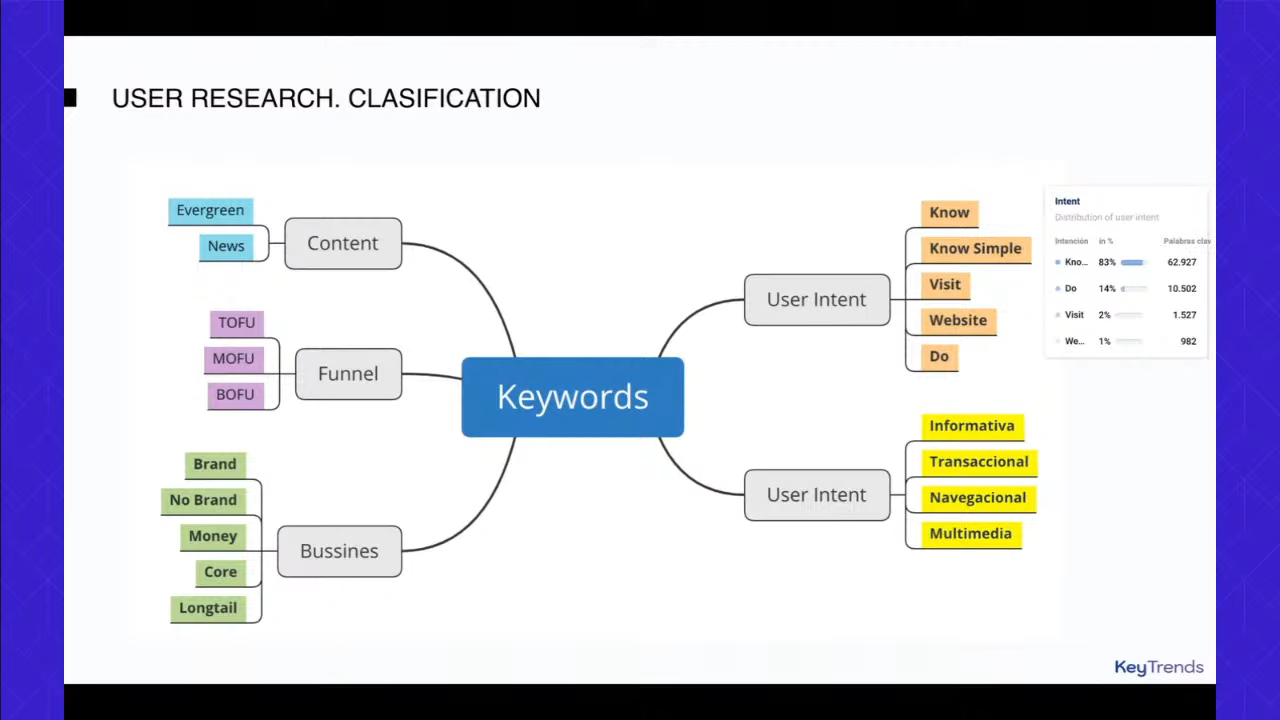 USER RESEARCH. CLASIFICATION
Evergreen
News
Content
TOFU
MOFU
BOFU
Funnel
Brand
No Brand
Money
Core
Longtail
Bussines
Keywords
User Intent
Know
Know Simple
Visit
Website
Do
User Intent
Informativa
Transaccional
Navegacional
Multimedia
Intent
Distribution of user intent
Intención in % Palabras clav
Kno... 83% 62.927
Do 14% 10.502
Visit 2% 1.527
We... 1% 982
KeyTrends